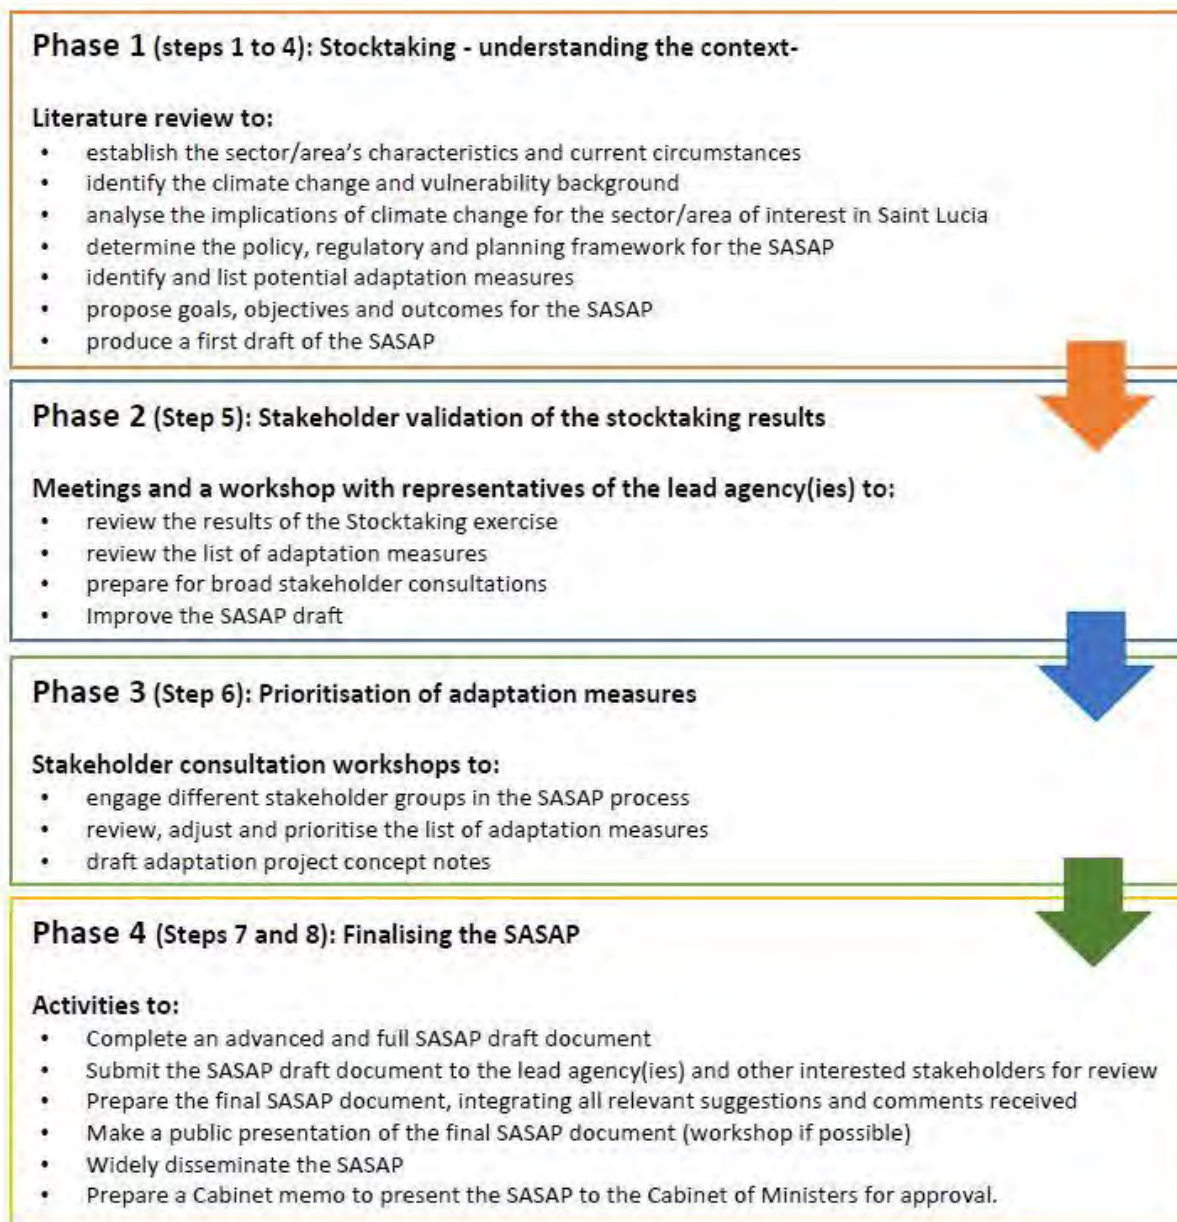 Phase 1 (steps 1 to 4): Stocktaking - understanding the context-
Literature review to:
• establish the sector/area's characteristics and current circumstances
• identify the climate change and vulnerability background
• analyse the implications of climate change for the sector/area of interest in Saint Lucia
• determine the policy, regulatory and planning framework for the SASAP
• identify and list potential adaptation measures
• propose goals, objectives and outcomes for the SASAP
• produce a first draft of the SASAP
Phase 2 (Step 5): Stakeholder validation of the stocktaking results
Meetings and a workshop with representatives of the lead agency(ies) to:
• review the results of the Stocktaking exercise
• review the list of adaptation measures
• prepare for broad stakeholder consultations
• Improve the SASAP draft
Phase 3 (Step 6): Prioritisation of adaptation measures
Stakeholder consultation workshops to:
• engage different stakeholder groups in the SASAP process
• review, adjust and prioritise the list of adaptation measures
• draft adaptation project concept notes
Phase 4 (Steps 7 and 8): Finalising the SASAP
Activities to:
• Complete an advanced and full SASAP draft document
• Submit the SASAP draft document to the lead agency(ies) and other interested stakeholders for review
• Prepare the final SASAP document, integrating all relevant suggestions and comments received
• Make a public presentation of the final SASAP document (workshop if possible)
• Widely disseminate the SASAP
• Prepare a Cabinet memo to present the SASAP to the Cabinet of Ministers for approval.